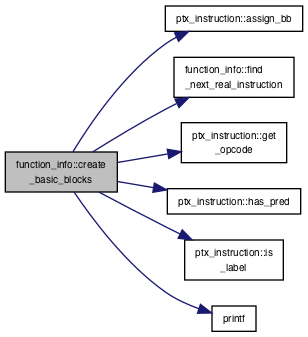 ptx_instruction::assign_bb
function_info::find
_next_real_instruction
ptx_instruction::get
_opcode
function_info::create
_basic_blocks
ptx_instruction::has_pred
ptx_instruction::is
_label
printf